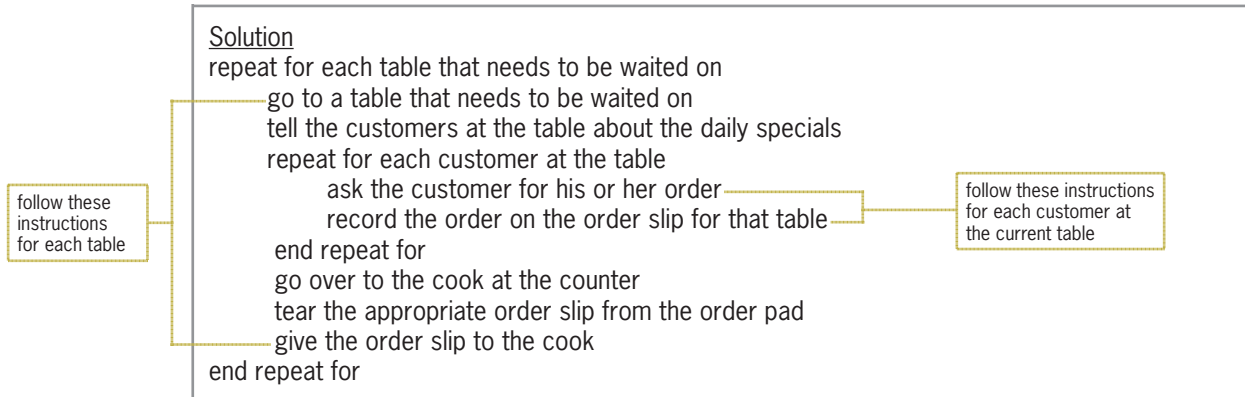 Solution
repeat for each table that needs to be waited on
go to a table that needs to be waited on
tell the customers at the table about the daily specials
repeat for each customer at the table
ask the customer for his or her order
record the order on the order slip for that table
end repeat for
go over to the cook at the counter
tear the appropriate order slip from the order pad
give the order slip to the cook
end repeat for
follow these
instructions
for each table
follow these instructions
for each customer at
the current table